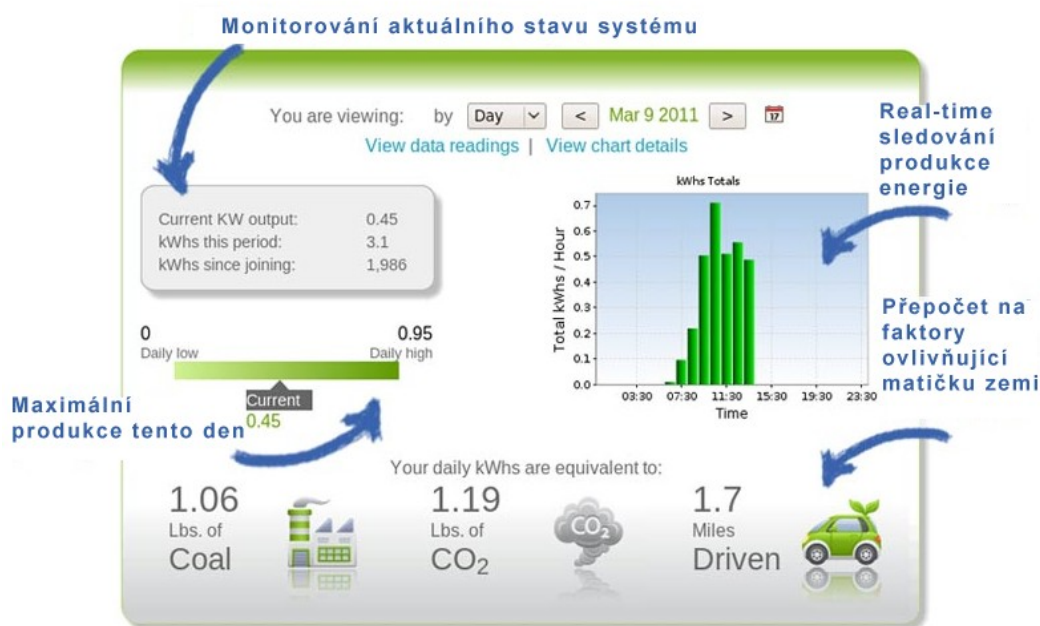 Monitorování aktuálního stavu systému
You are viewing: by Day < Mar 9 2011 > 17
View data readings | View chart details
Real-time
sledování
produkce
energie
Current KW output: 0.45
kWhs this period: 3.1
kWhs since joining: 1,986
kWhs Totals
Total kWhs / Hour
0.7
0.6
0.5
0.4
0.3
0.2
0.1
0.0
03:30 07:30 11:30 15:30 19:30 23:30
Time
0 0.95
Daily low Daily high
Current
0.45
Přepočet na
faktory
ovlivňující
matičku zemi
Maximální
produkce tento den
Your daily kWhs are equivalent to:
1.06
Lbs. of
Coal
1.19
Lbs. of
CO₂
CO₂
1.7
Miles
Driven